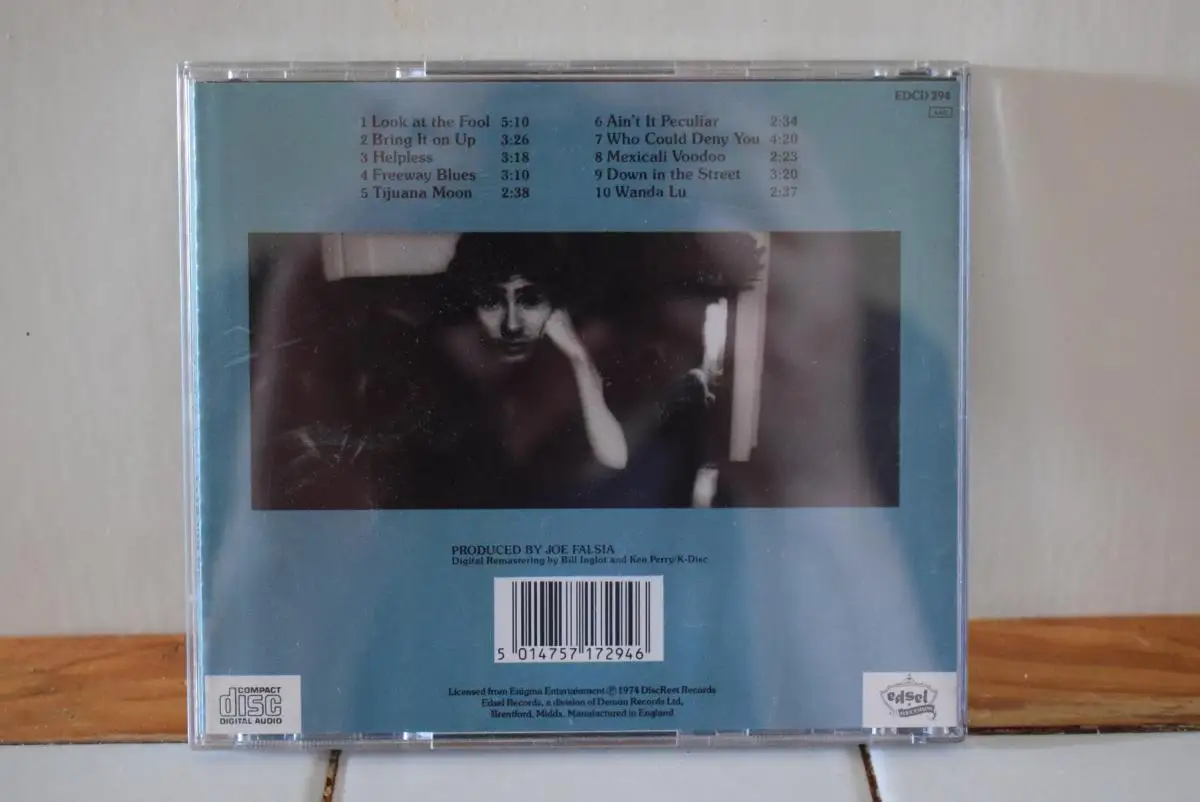 EDCD 294
1 Look at the Fool 5:10
2 Bring It on Up 3:26
3 Helpless 3:18
4 Freeway Blues 3:10
5 Tijuana Moon 2:38
6 Ain't It Peculiar 2:34
7 Who Could Deny You 4:20
8 Mexicali Voodoo 2:23
9 Down in the Street 3:20
10 Wanda Lu 2:37
PRODUCED BY JOE FALSIA
Digital Remastering by Bill Inglot and Ken Perry/K-Disc
5 014757 172946
Licensed from Enigma Entertainment ℗ 1974 DiscReet Records
Edsel Records, a division of Demon Records Ltd,
Brentford, Middx. Manufactured in England
COMPACT
disc
DIGITAL AUDIO
edsel
RECORDS